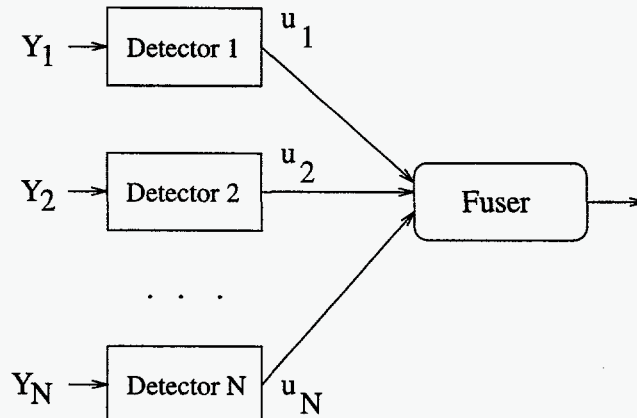 Y1 Detector 1 u1
Y2 Detector 2 u2
Fuser
. . .
YN Detector N uN